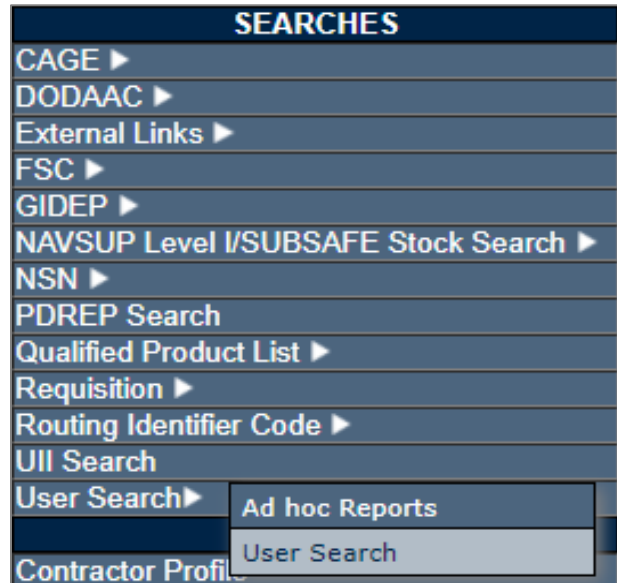 SEARCHES
CAGE ▶
DODAAC ▶
External Links ▶
FSC ▶
GIDEP ▶
NAVSUP Level I/SUBSAFE Stock Search ▶
NSN ▶
PDREP Search
Qualified Product List ▶
Requisition ▶
Routing Identifier Code ▶
UII Search
User Search▶
Ad hoc Reports
User Search
Contractor Profile